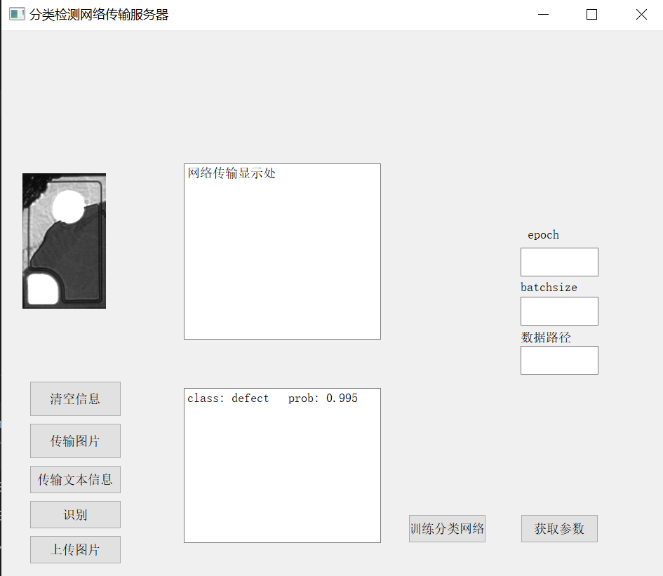 分类检测网络传输服务器
网络传输显示处
epoch
batchsize
数据路径
清空信息
传输图片
传输文本信息
识别
上传图片
class: defect   prob: 0.995
训练分类网络
获取参数